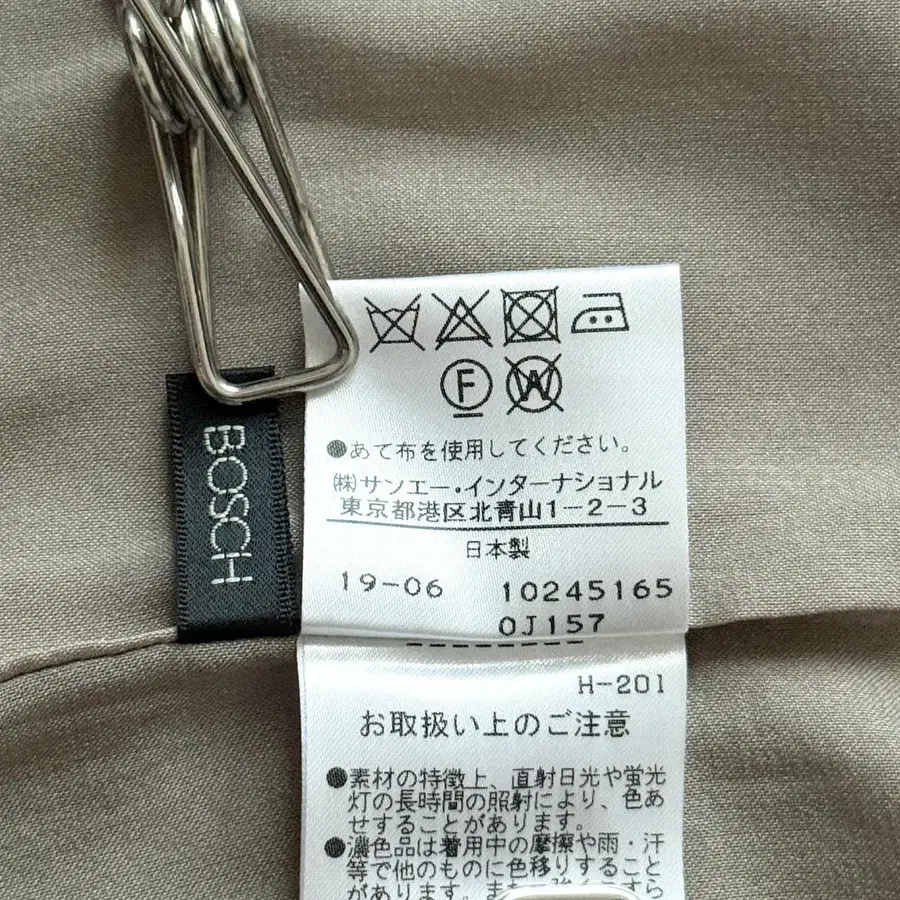 BOSCH
F W
●あて布を使用してください。
㈱サンエー・インターナショナル
東京都港区北青山1-2-3
日本製
19-06 10245165
0J157
H-201
お取扱い上のご注意
●素材の特徴上、直射日光や蛍光
灯の長時間の照射により、色あ
せすることがあります。
●濃色品は着用中の摩擦や雨・汗
等で他のものに色移りすること
があります。また